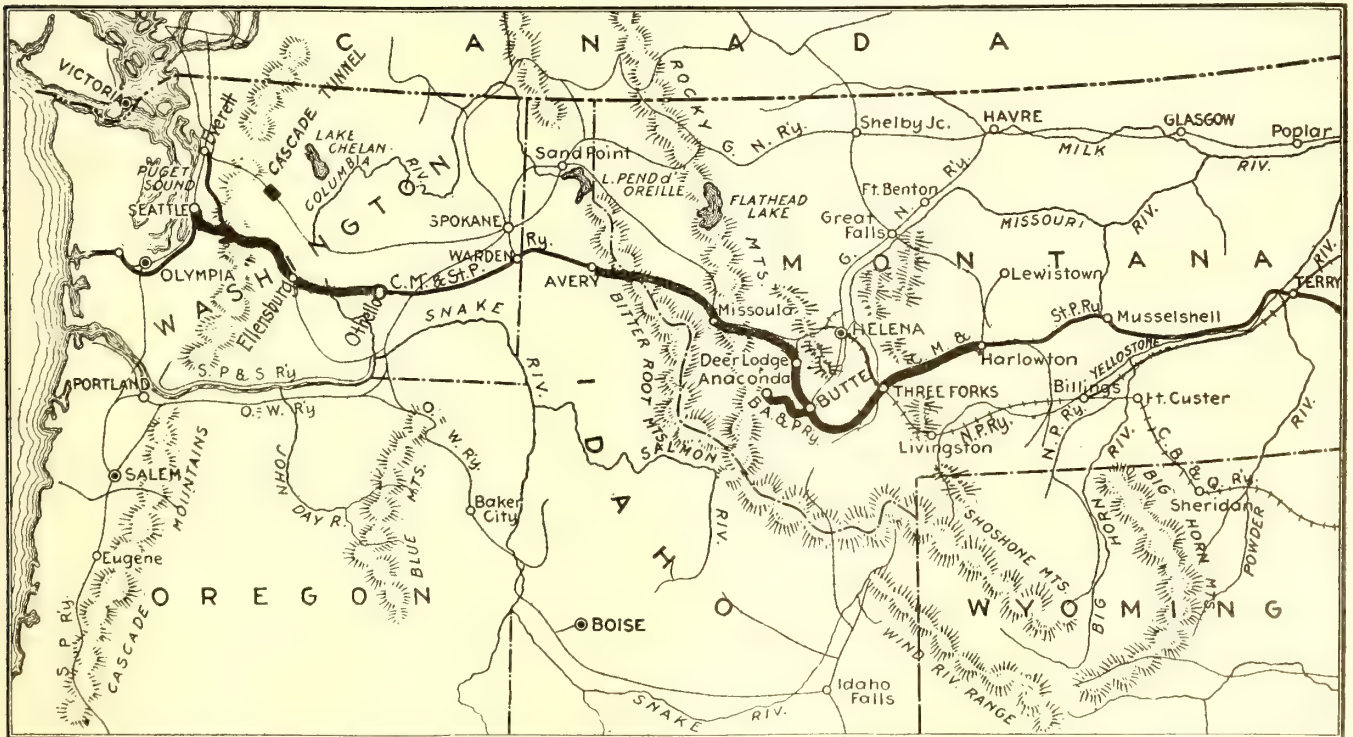 C A N A D A
VICTORIA
Everett
CASCADE TUNNEL
LAKE
CHELAN
COLUMBIA
RIV.
ROCKY
MTS
G. N. R'y.
Shelby Jc.
HAVRE
GLASGOW
Poplar
MILK
RIV.
Sand Point
L. PEND d'
OREILLE
FLATHEAD
LAKE
Ft. Benton
Great
Falls
G. N. R'y.
MISSOURI
RIV.
PUGET
SOUND
SEATTLE
SPOKANE
WARDEN
Ry.
OLYMPIA
WASH NGTN
Ellensburg
Othello
C.M. & St.P.
AVERY
Missoula
MONTANA
Lewistown
RIV.
TERRY
SNAKE
RIV.
BITTER ROOT MTS
HELENA
Deer Lodge
Anaconda
B.A.&P Ry.
BUTTE
THREE FORKS
C. M. &
St.P. Ry
Harlowton
Musselshell
YELLOSTONE
Billings
Ft. Custer
Livingston
N.P. Ry.
N. P. Ry.
RIV.
C. B. &
Q. R'y.
Sheridan
RIV.
POWDER
S. P & S Ry
PORTLAND
O.-W. Ry
O. W. Ry.
SALEM
MOUNTAINS
CASCADE
JOHN
DAY R.
BLUE MTS.
Baker
City
Eugene
S P R'y.
OREGON
IDAHO
SALMON
RIV.
BOISE
SNAKE RIV.
Idaho
Falls
SHOSHONE MTS.
BIG HORN
BIG HORN MTS.
WYOMING
WIND RIV RANGE